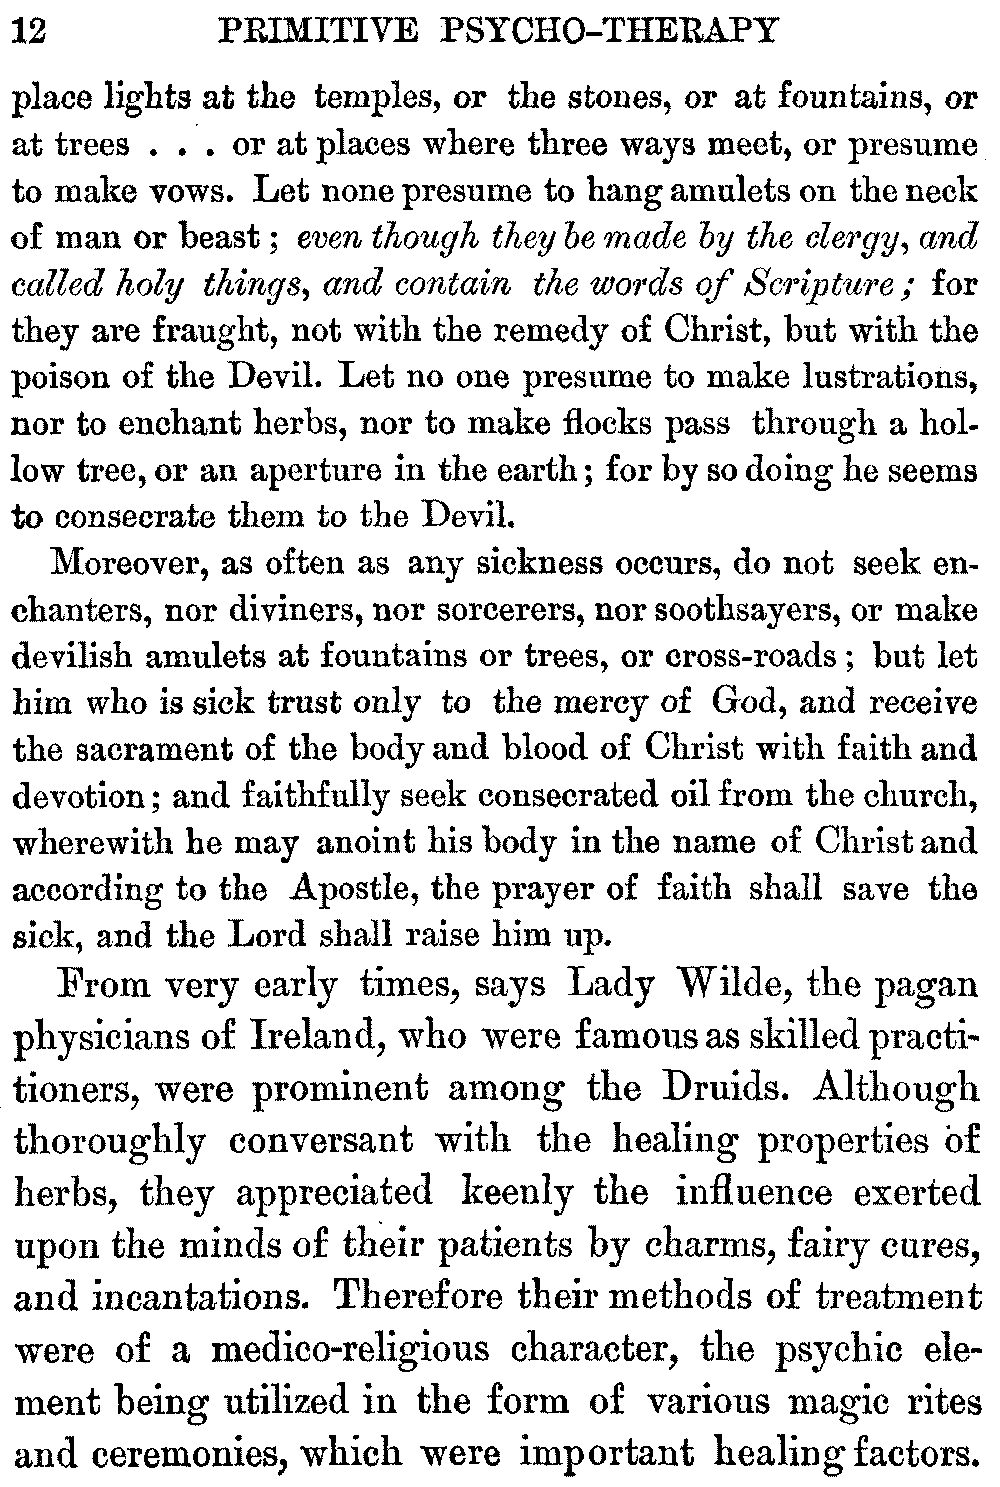 12 PRIMITIVE PSYCHO-THERAPY
place lights at the temples, or the stones, or at fountains, or
at trees . . . or at places where three ways meet, or presume
to make vows. Let none presume to hang amulets on the neck
of man or beast; even though they be made by the clergy, and
called holy things, and contain the words of Scripture; for
they are fraught, not with the remedy of Christ, but with the
poison of the Devil. Let no one presume to make lustrations,
nor to enchant herbs, nor to make flocks pass through a hol-
low tree, or an aperture in the earth; for by so doing he seems
to consecrate them to the Devil.
Moreover, as often as any sickness occurs, do not seek en-
chanters, nor diviners, nor sorcerers, nor soothsayers, or make
devilish amulets at fountains or trees, or cross-roads; but let
him who is sick trust only to the mercy of God, and receive
the sacrament of the body and blood of Christ with faith and
devotion; and faithfully seek consecrated oil from the church,
wherewith he may anoint his body in the name of Christ and
according to the Apostle, the prayer of faith shall save the
sick, and the Lord shall raise him up.
From very early times, says Lady Wilde, the pagan
physicians of Ireland, who were famous as skilled practi-
tioners, were prominent among the Druids. Although
thoroughly conversant with the healing properties of
herbs, they appreciated keenly the influence exerted
upon the minds of their patients by charms, fairy cures,
and incantations. Therefore their methods of treatment
were of a medico-religious character, the psychic ele-
ment being utilized in the form of various magic rites
and ceremonies, which were important healing factors.